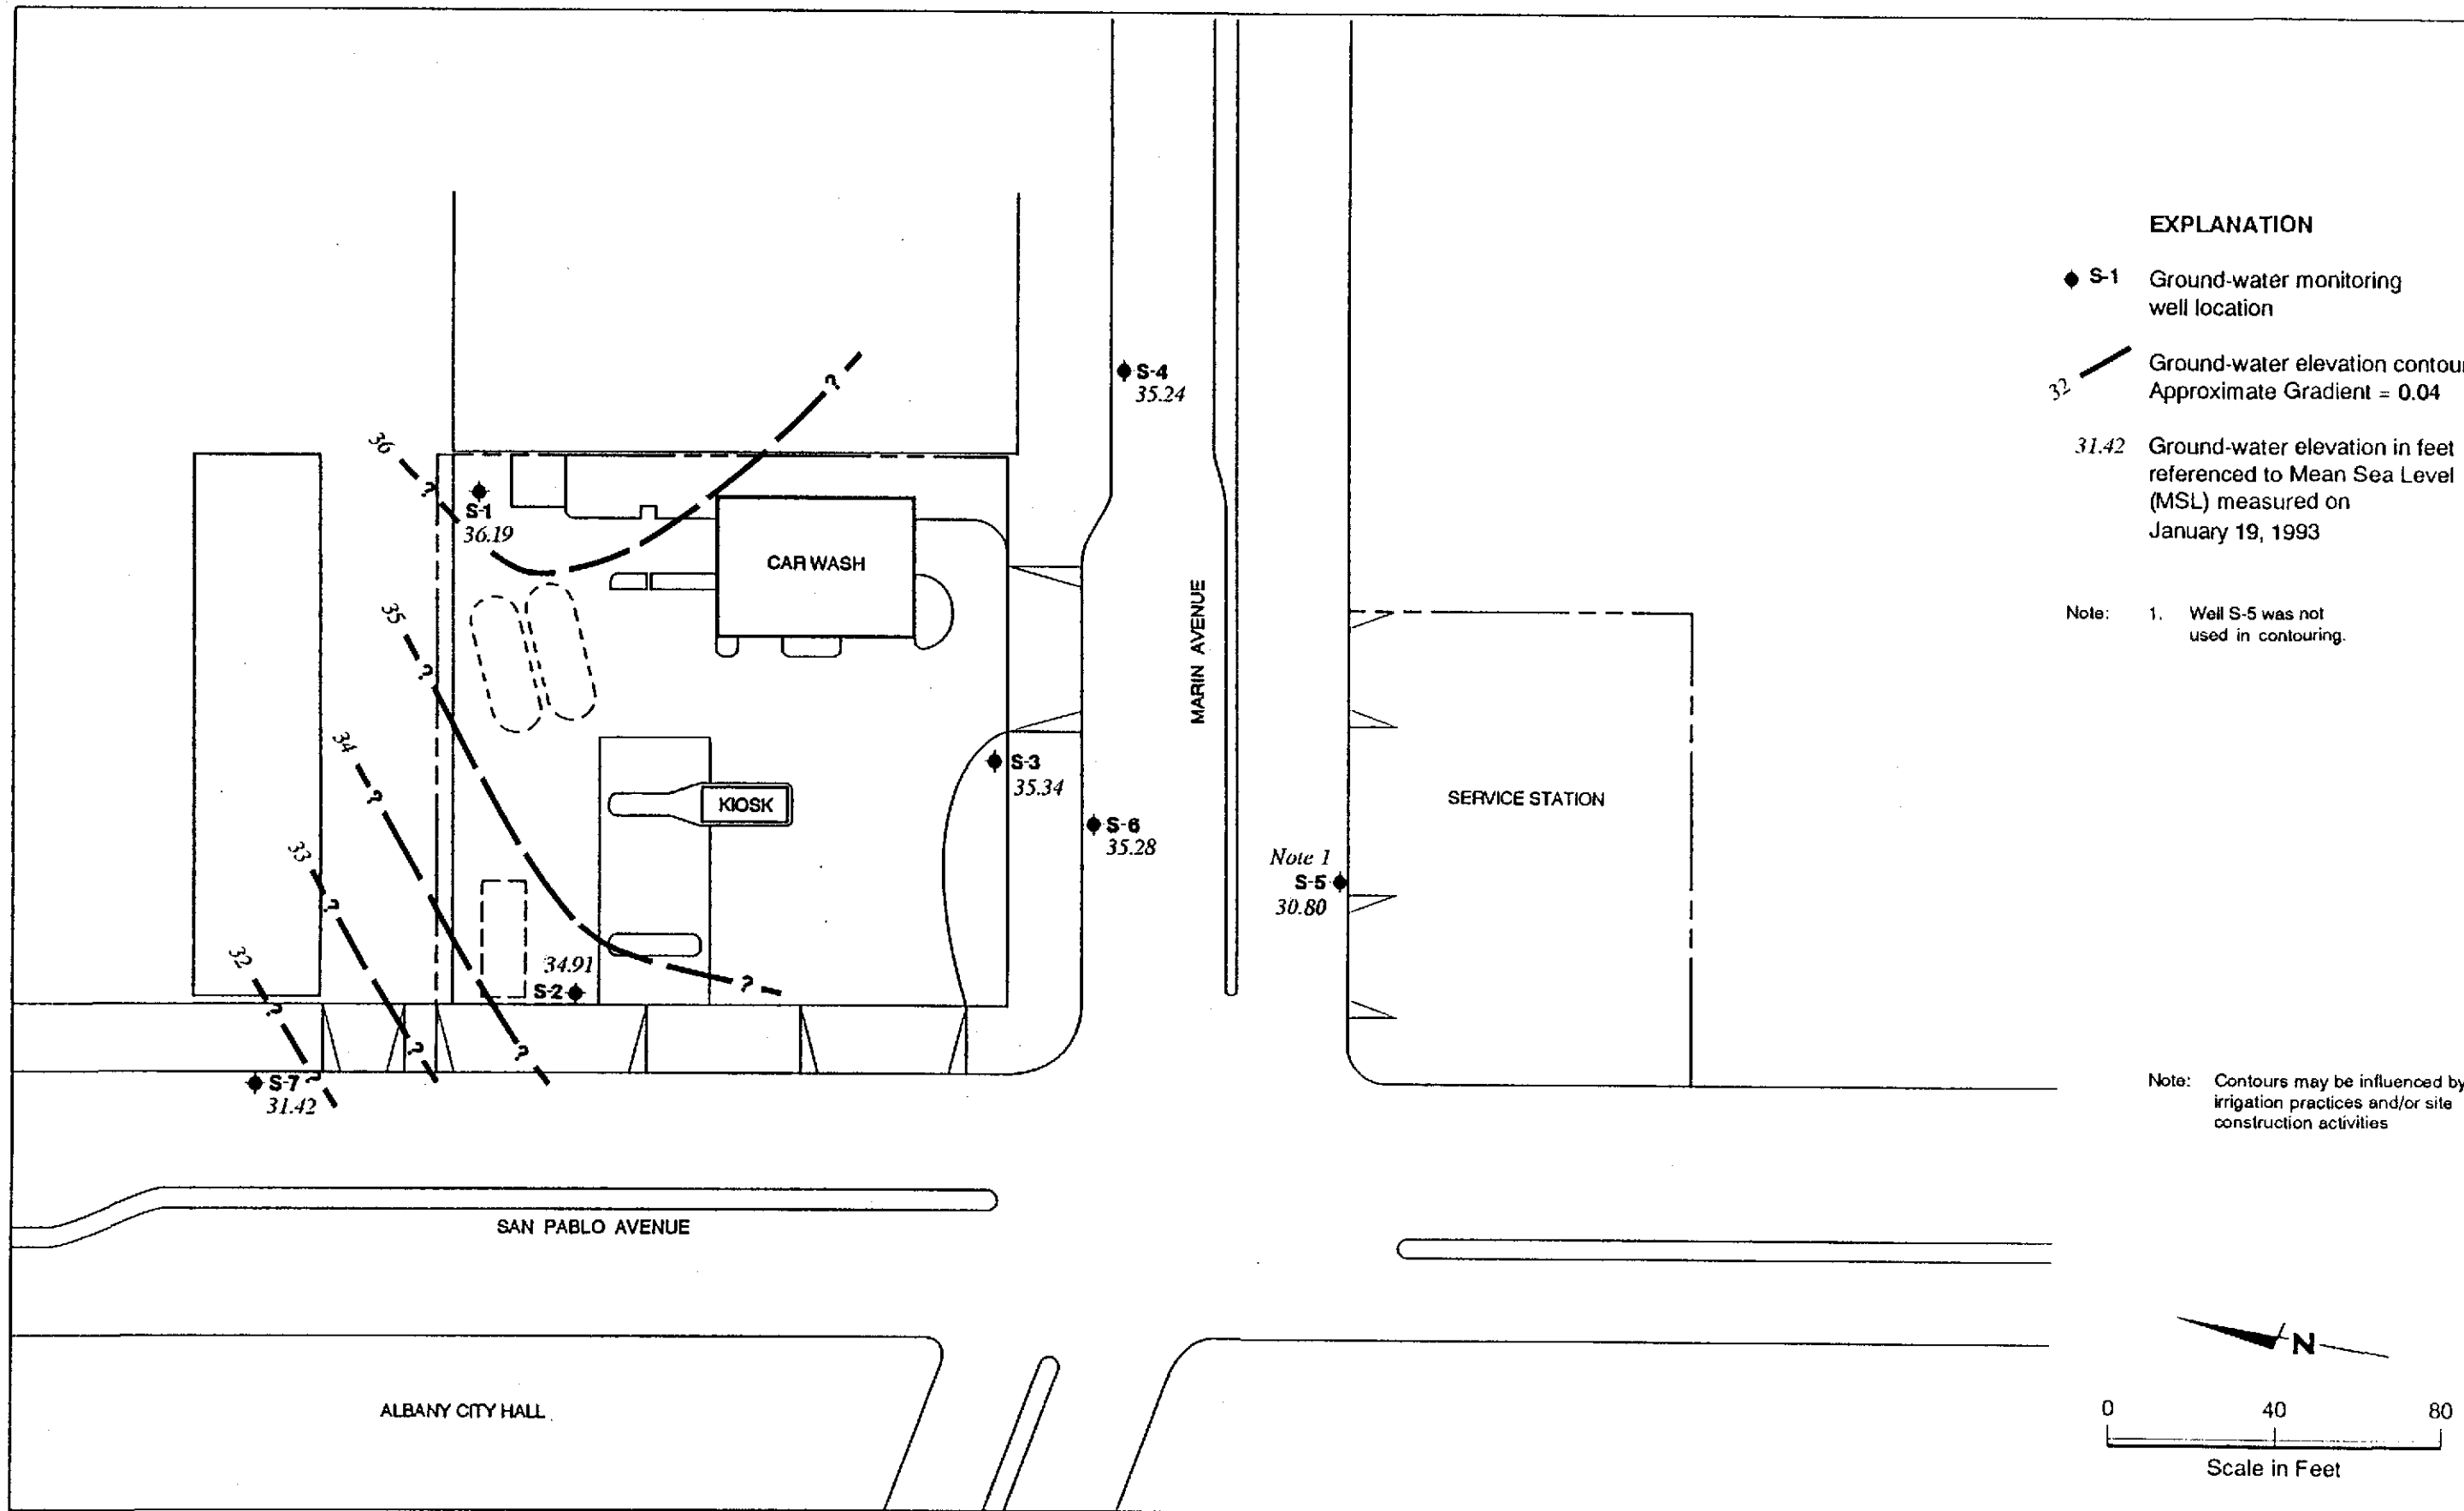 EXPLANATION
S-1 Ground-water monitoring
well location
32 Ground-water elevation contour
Approximate Gradient = 0.04
31.42 Ground-water elevation in feet
referenced to Mean Sea Level
(MSL) measured on
January 19, 1993
Note: 1. Well S-5 was not
used in contouring.
Note: Contours may be influenced by
irrigation practices and/or site
construction activities
N
0 40 80
Scale in Feet
?
S-4
35.24
36
?
S-1
36.19
CAR WASH
35
?
MARIN AVENUE
34
?
S-3
35.34
KIOSK
SERVICE STATION
S-6
35.28
33
?
Note 1
S-5
30.80
32
?
34.91
S-2
?
?
?
S-7
?
31.42
SAN PABLO AVENUE
ALBANY CITY HALL